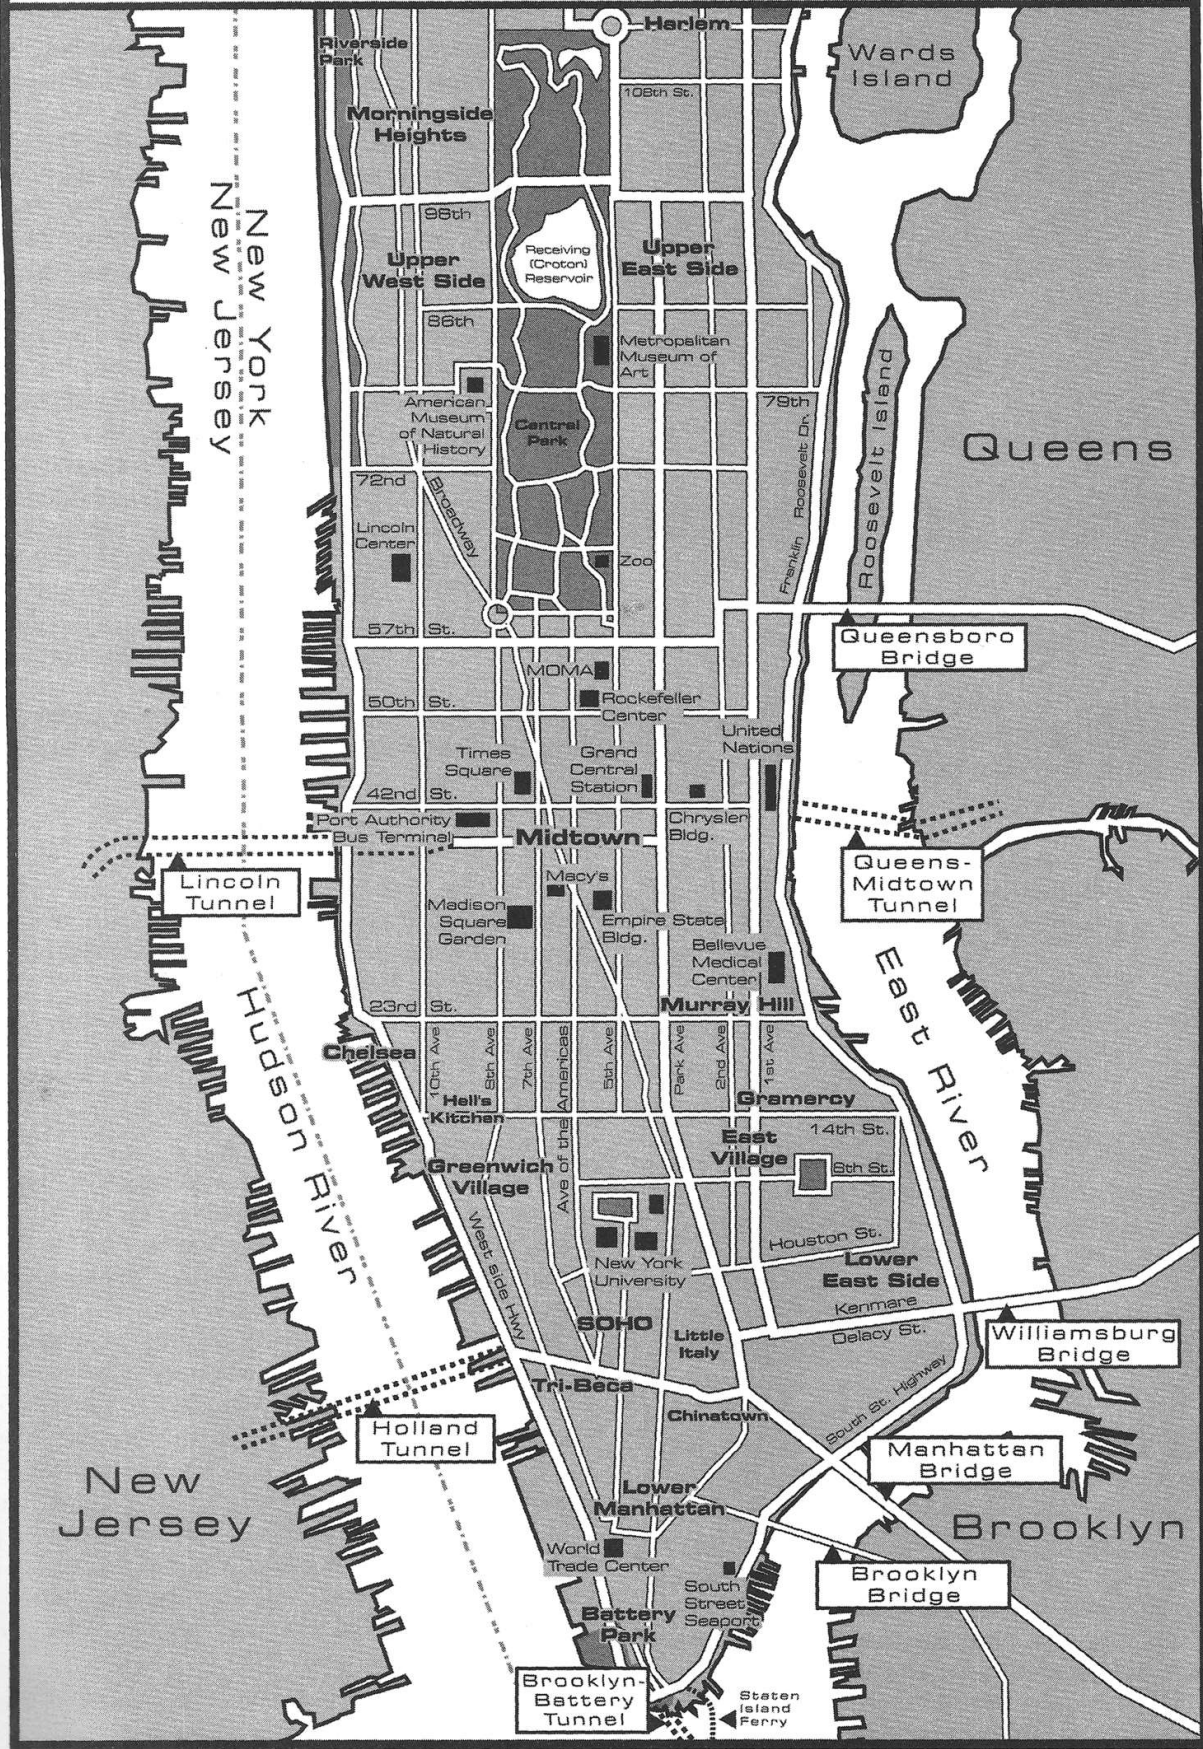 Harlem
Riverside
Park
Wards
Island
108th St.
Morningside
Heights
New York
New Jersey
96th
Receiving
(Croton)
Reservoir
Upper
West Side
Upper
East Side
86th
Metropolitan
Museum of
Art
American
Museum
of Natural
History
79th
Central
Park
Queens
72nd
Broadway
Franklin Roosevelt Dr.
Roosevelt Island
Lincoln
Center
Zoo
57th St.
Queensboro
Bridge
MOMA
50th St.
Rockefeller
Center
United
Nations
Times
Square
Grand
Central
Station
42nd St.
Port Authority
Bus Terminal
Midtown
Chrysler
Bldg.
Lincoln
Tunnel
Queens-
Midtown
Tunnel
Macy's
Madison
Square
Garden
Empire State
Bldg.
Bellevue
Medical
Center
East River
23rd St.
Murray Hill
Hudson River
Chelsea
10th Ave
8th Ave
7th Ave
Ave of the Americas
5th Ave
Park Ave
2nd Ave
1st Ave
Hell's
Kitchen
Gramercy
14th St.
East
Village
8th St.
Greenwich
Village
West side Hwy
New York
University
Houston St.
Lower
East Side
SOHO
Little
Italy
Kenmare
Delacy St.
Williamsburg
Bridge
Tri-Beca
Chinatown
South St. Highway
Holland
Tunnel
Manhattan
Bridge
New
Jersey
Lower
Manhattan
Brooklyn
World
Trade Center
South
Street
Seaport
Brooklyn
Bridge
Battery
Park
Brooklyn-
Battery
Tunnel
Staten
Island
Ferry